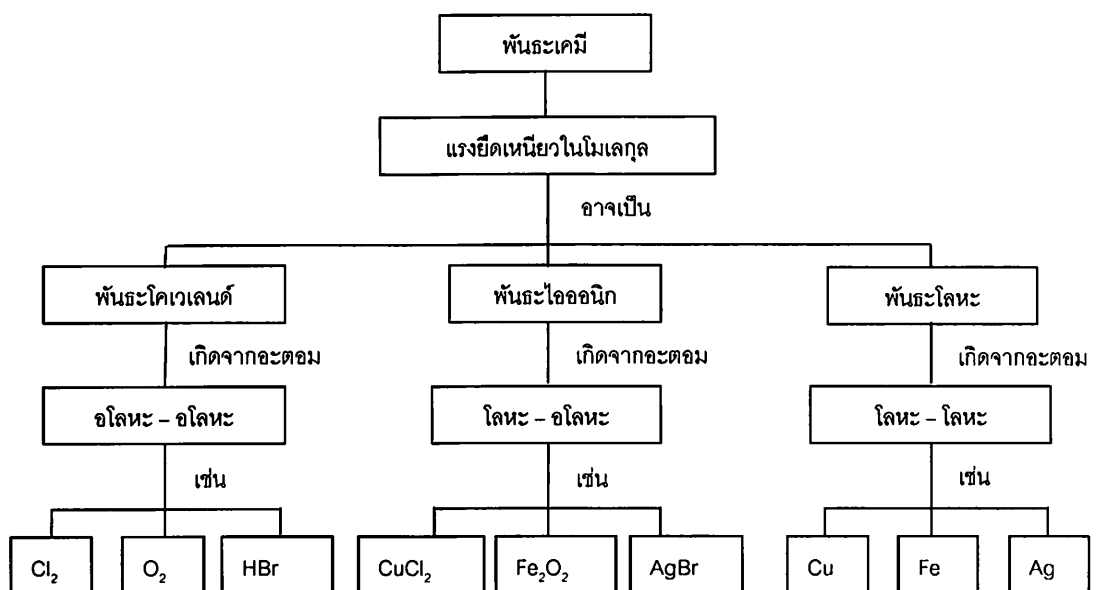 พันธะเคมี
แรงยึดเหนี่ยวในโมเลกุล
อาจเป็น
พันธะโคเวเลนต์ พันธะไอออนิก พันธะโลหะ
เกิดจากอะตอม เกิดจากอะตอม เกิดจากอะตอม
อโลหะ – อโลหะ โลหะ – อโลหะ โลหะ – โลหะ
เช่น เช่น เช่น
Cl₂ O₂ HBr CuCl₂ Fe₂O₂ AgBr Cu Fe Ag